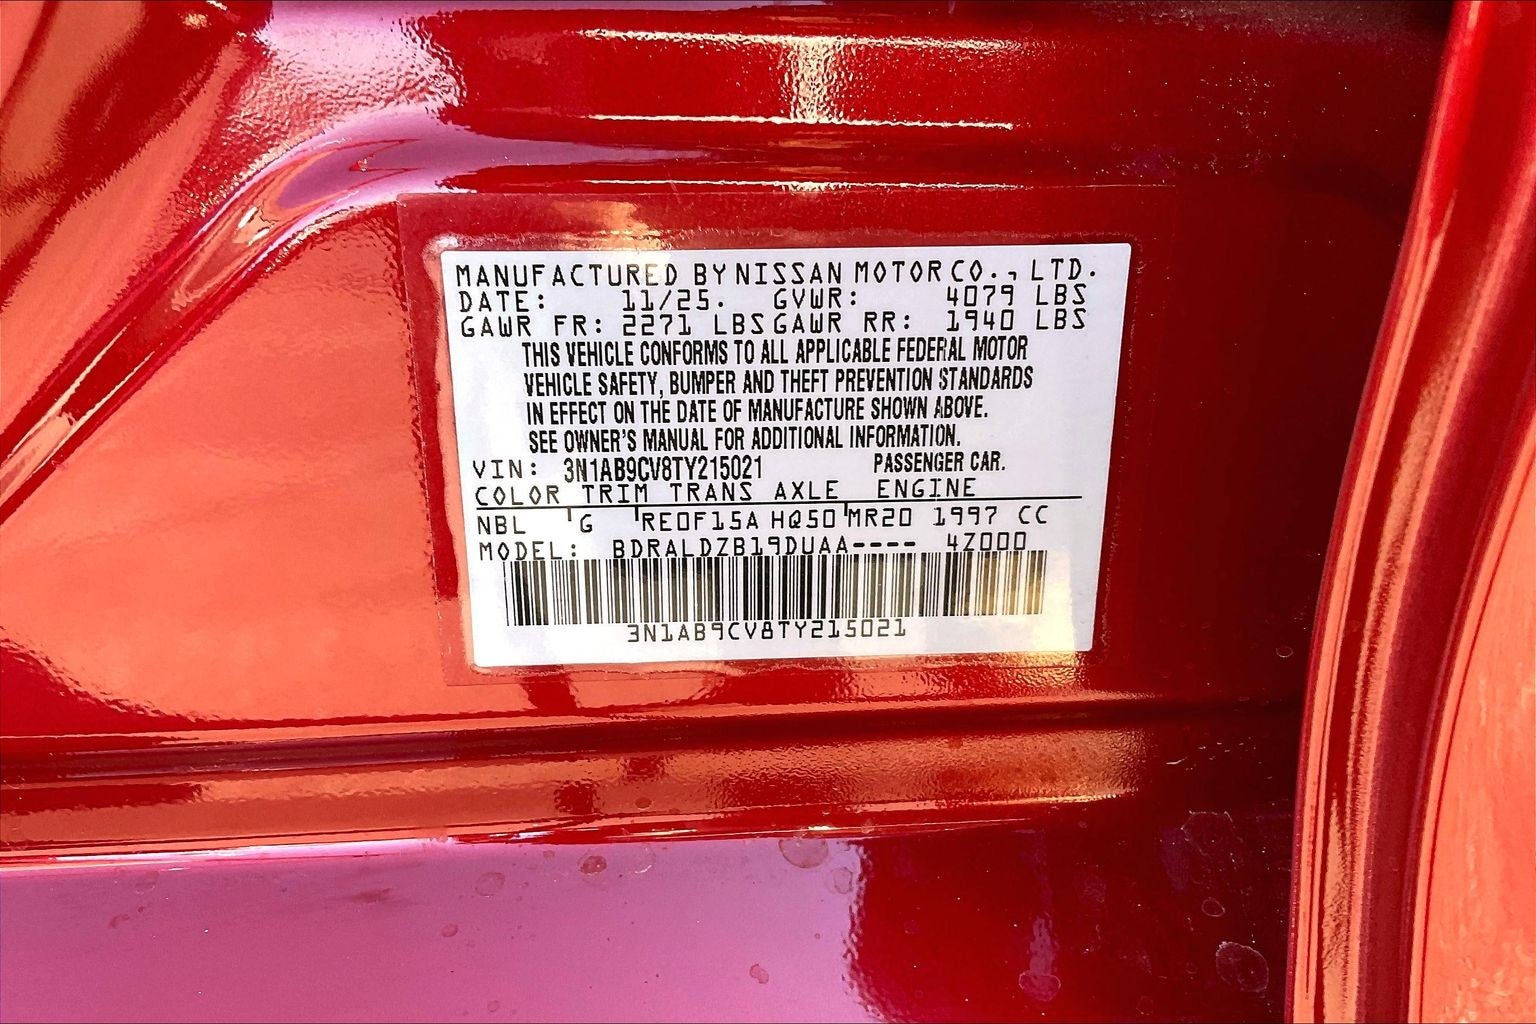 MANUFACTURED BY NISSAN MOTOR CO., LTD.
DATE: 11/25. GVWR: 4079 LBS
GAWR FR: 2271 LBS GAWR RR: 1940 LBS
THIS VEHICLE CONFORMS TO ALL APPLICABLE FEDERAL MOTOR
VEHICLE SAFETY, BUMPER AND THEFT PREVENTION STANDARDS
IN EFFECT ON THE DATE OF MANUFACTURE SHOWN ABOVE.
SEE OWNER'S MANUAL FOR ADDITIONAL INFORMATION.
VIN: 3N1AB9CV8TY215021 PASSENGER CAR.
COLOR TRIM TRANS AXLE ENGINE
NBL G RE0F15A HQ50 MR20 1997 CC
MODEL: BDRALDZB19DUAA---- 4Z000
3N1AB9CV8TY215021